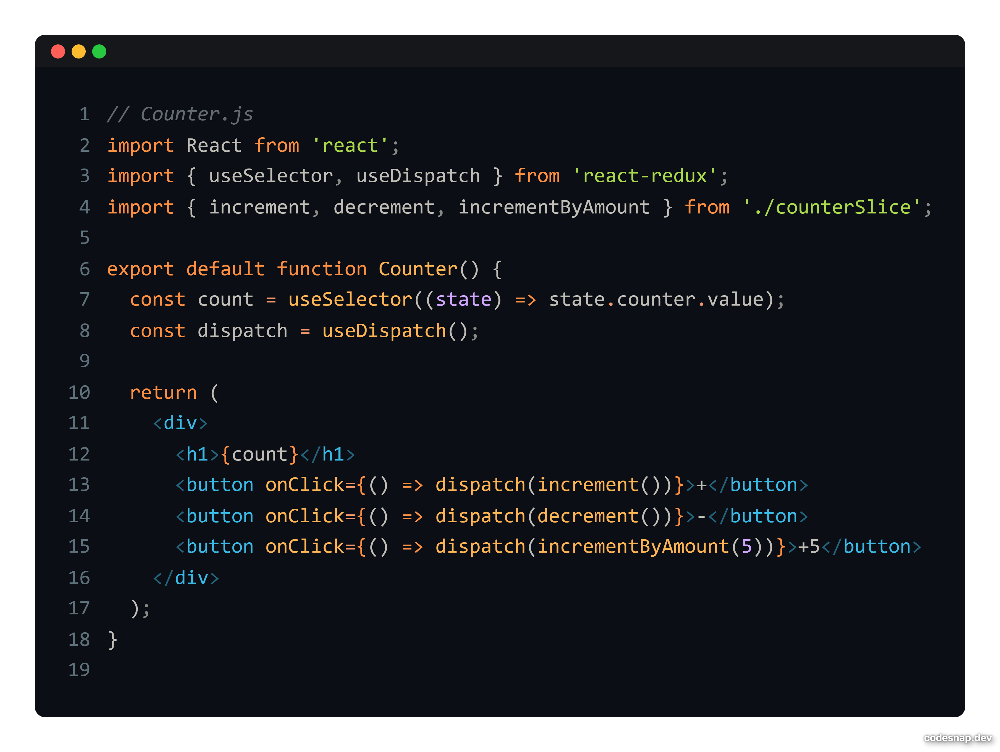 1 // Counter.js
2 import React from 'react';
3 import { useSelector, useDispatch } from 'react-redux';
4 import { increment, decrement, incrementByAmount } from './counterSlice';
5
6 export default function Counter() {
7   const count = useSelector((state) => state.counter.value);
8   const dispatch = useDispatch();
9
10   return (
11     <div>
12       <h1>{count}</h1>
13       <button onClick={() => dispatch(increment())}>+</button>
14       <button onClick={() => dispatch(decrement())}>-</button>
15       <button onClick={() => dispatch(incrementByAmount(5))}>+5</button>
16     </div>
17   );
18 }
19
codesnap.dev